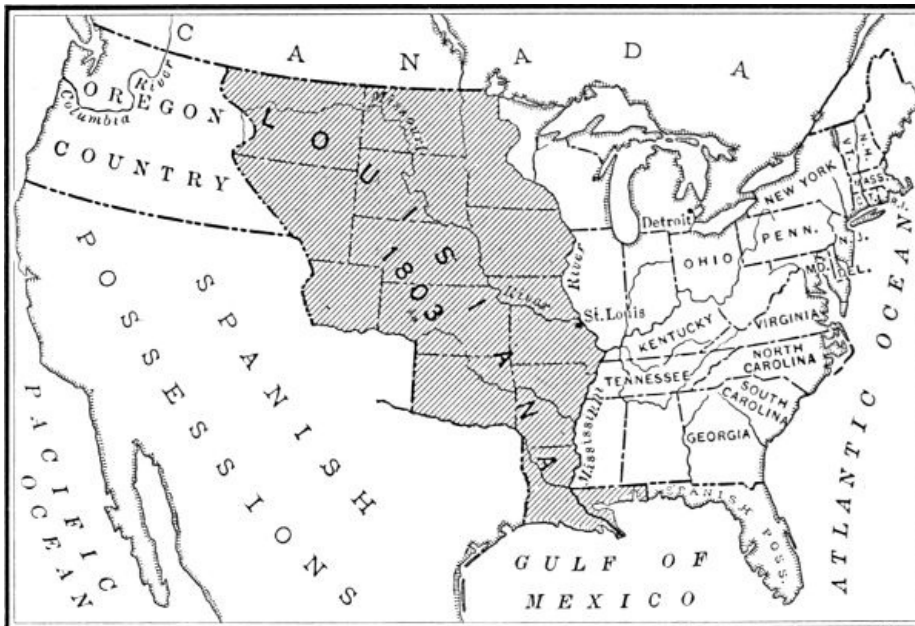 C A N A D A
OREGON
COUNTRY
Columbia River
LOUISIANA
1803
Missouri
River
Mississippi
River
St. Louis
Detroit
NEW YORK
VT.
N.H.
MASS.
CT.
R.I.
PENN.
N.J.
OHIO
MD.
DEL.
KENTUCKY
VIRGINIA
TENNESSEE
NORTH
CAROLINA
SOUTH
CAROLINA
GEORGIA
SPANISH POSS.
SPANISH
POSSESSIONS
PACIFIC
OCEAN
GULF OF
MEXICO
ATLANTIC OCEAN